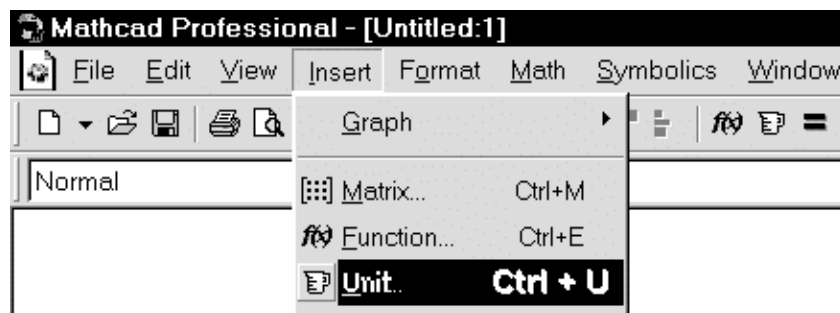 Mathcad Professional - [Untitled:1]
File Edit View Insert Format Math Symbolics Window
Graph
f(x)
Normal
Matrix... Ctrl+M
f(x) Function... Ctrl+E
Unit.. Ctrl + U